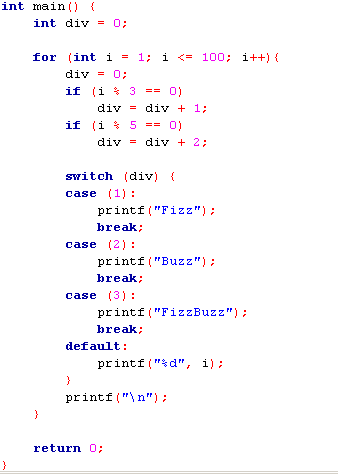 int main() {
    int div = 0;

    for (int i = 1; i <= 100; i++){
        div = 0;
        if (i % 3 == 0)
            div = div + 1;
        if (i % 5 == 0)
            div = div + 2;

        switch (div) {
        case (1):
            printf("Fizz");
            break;
        case (2):
            printf("Buzz");
            break;
        case (3):
            printf("FizzBuzz");
            break;
        default:
            printf("%d", i);
        }
        printf("\n");
    }

    return 0;
}